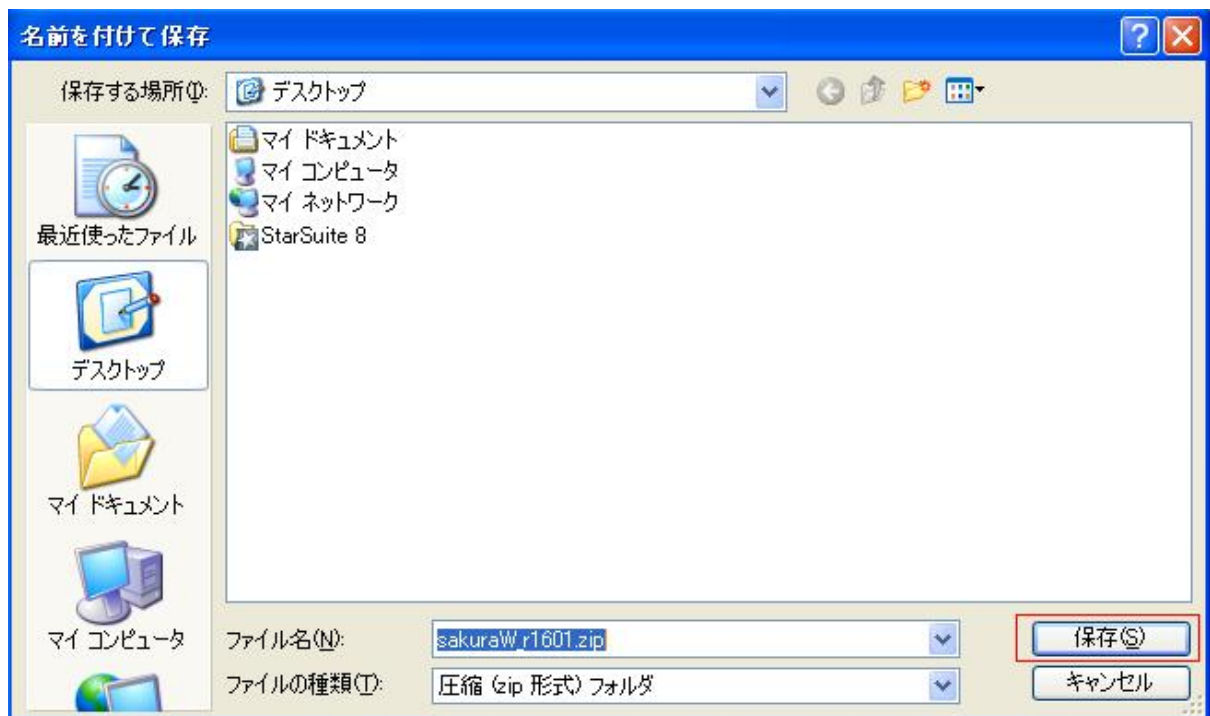 名前を付けて保存
保存する場所(I):
デスクトップ
マイ ドキュメント
マイ コンピュータ
マイ ネットワーク
StarSuite 8
最近使ったファイル
デスクトップ
マイ ドキュメント
マイ コンピュータ
ファイル名(N):
sakuraW_r1601.zip
保存(S)
ファイルの種類(T):
圧縮 (zip 形式) フォルダ
キャンセル